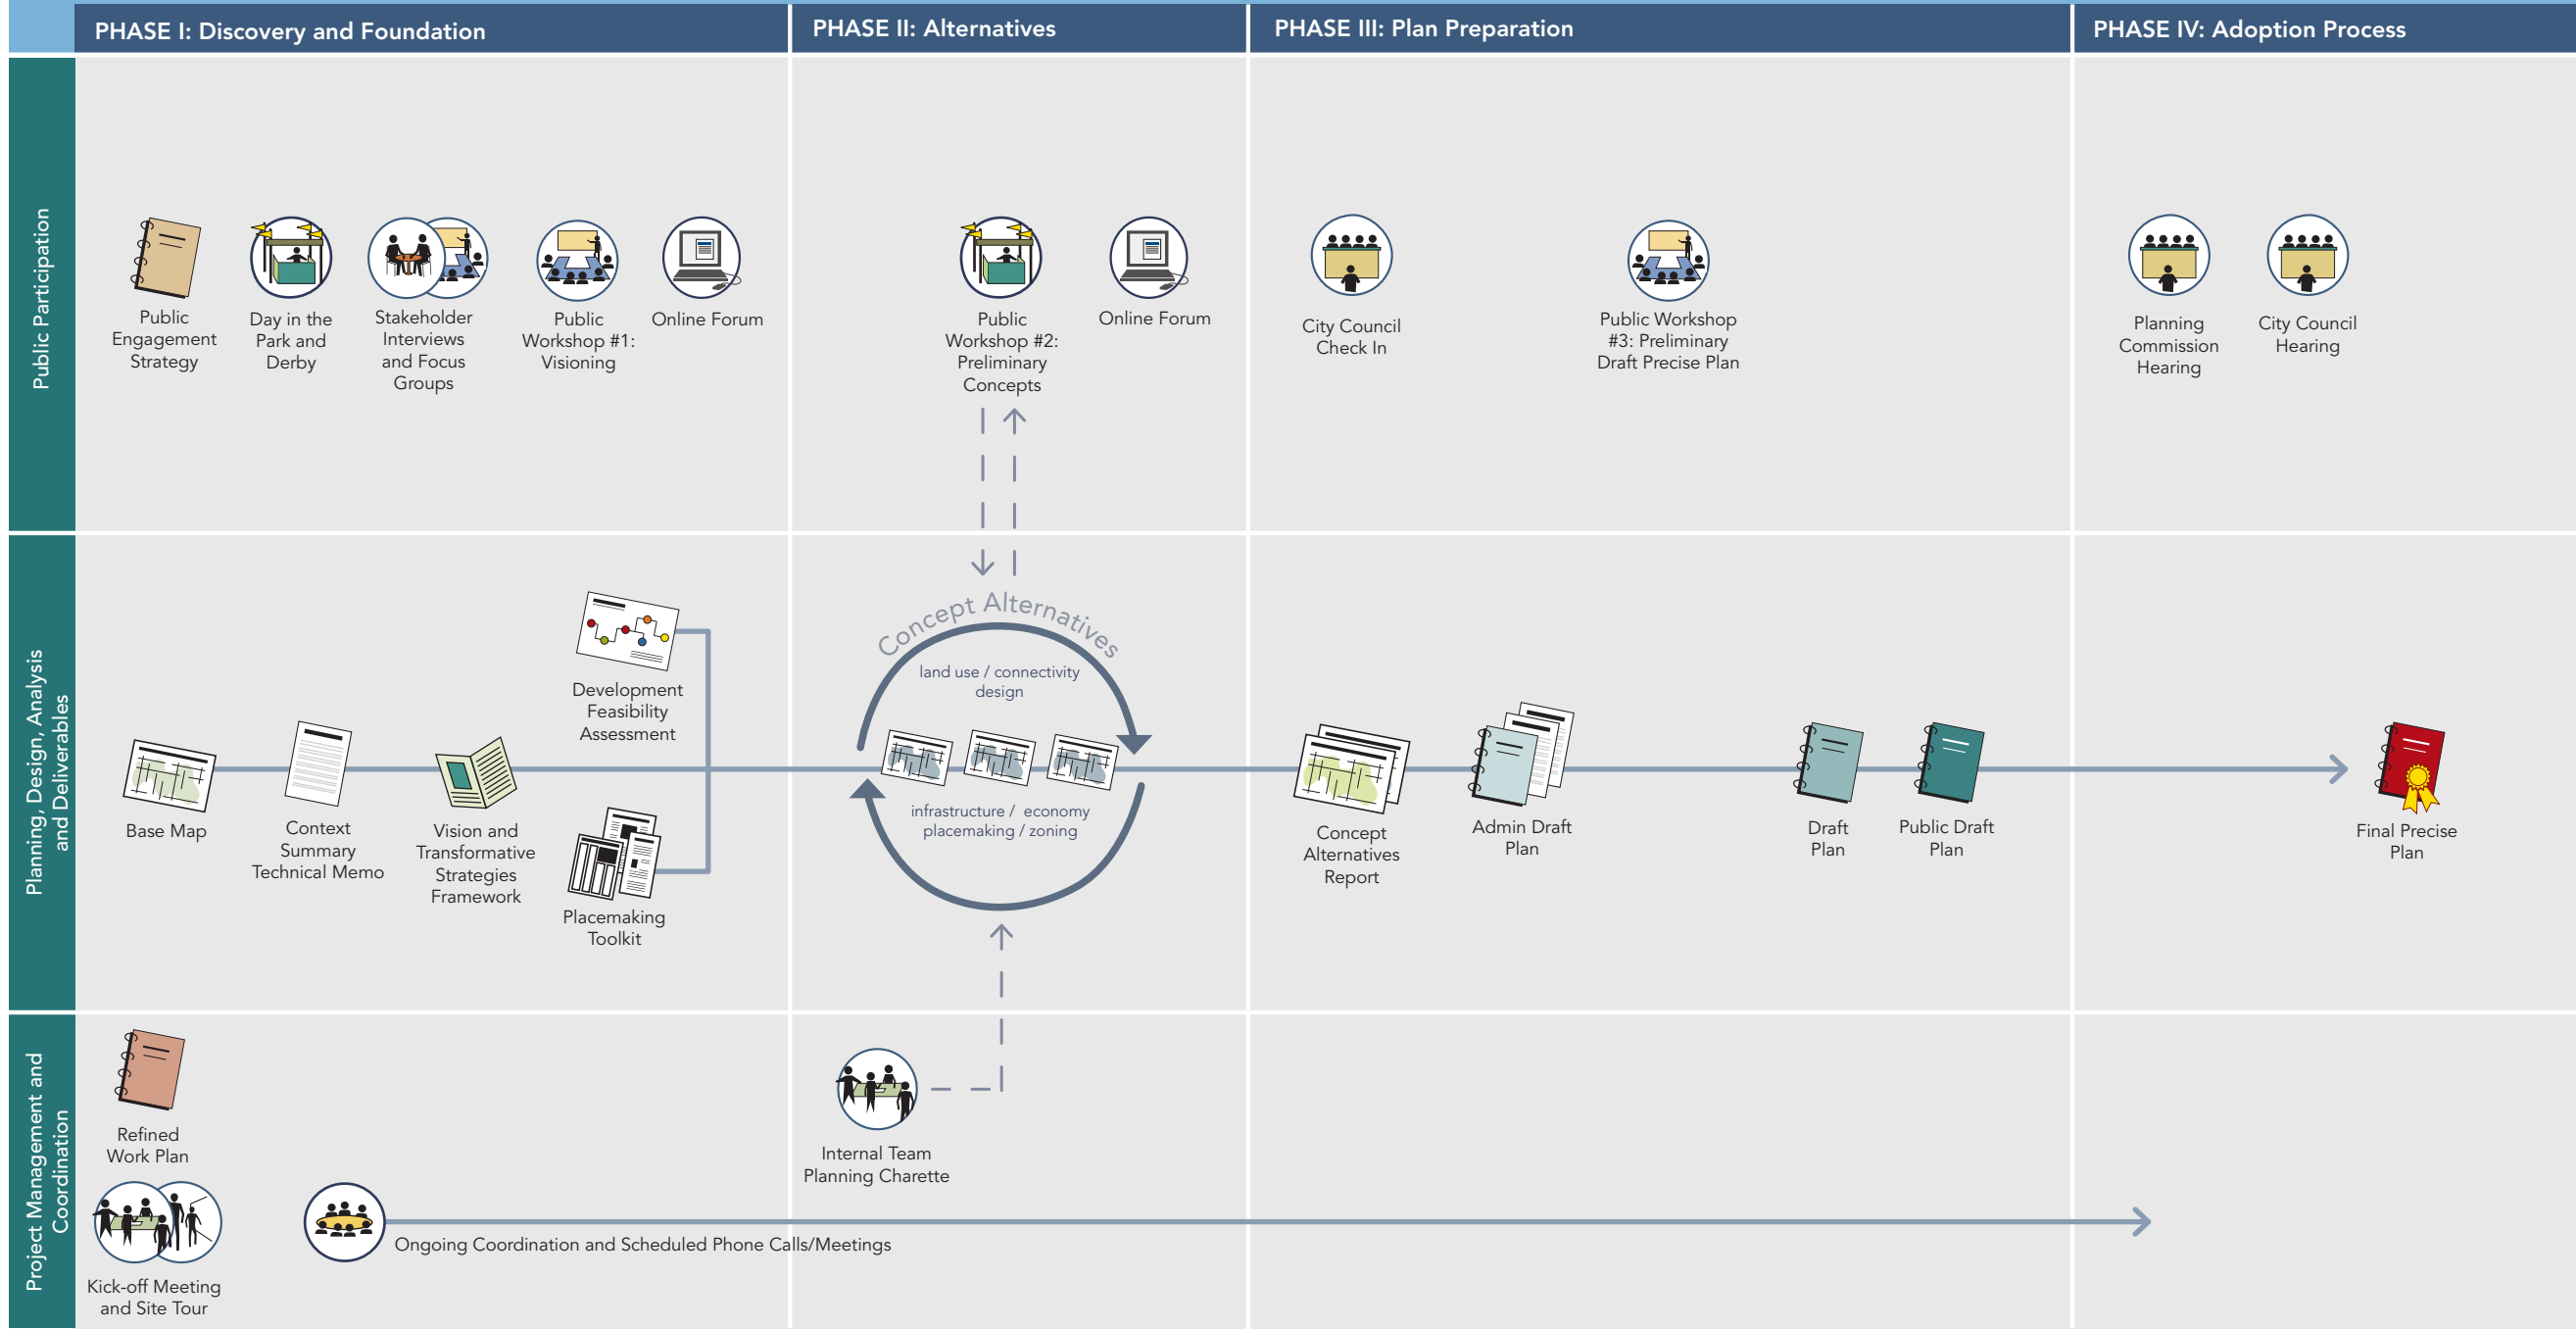 PHASE I: Discovery and Foundation
PHASE II: Alternatives
PHASE III: Plan Preparation
PHASE IV: Adoption Process
Public Participation
Public
Engagement
Strategy
Day in the
Park and
Derby
Stakeholder
Interviews
and Focus
Groups
Public
Workshop #1:
Visioning
Online Forum
Public
Workshop #2:
Preliminary
Concepts
Online Forum
City Council
Check In
Public Workshop
#3: Preliminary
Draft Precise Plan
Planning
Commission
Hearing
City Council
Hearing
Planning, Design, Analysis
and Deliverables
Base Map
Context
Summary
Technical Memo
Vision and
Transformative
Strategies
Framework
Development
Feasibility
Assessment
Placemaking
Toolkit
Concept Alternatives
land use / connectivity
design
infrastructure / economy
placemaking / zoning
Concept
Alternatives
Report
Admin Draft
Plan
Draft
Plan
Public Draft
Plan
Final Precise
Plan
Project Management and
Coordination
Refined
Work Plan
Kick-off Meeting
and Site Tour
Ongoing Coordination and Scheduled Phone Calls/Meetings
Internal Team
Planning Charette